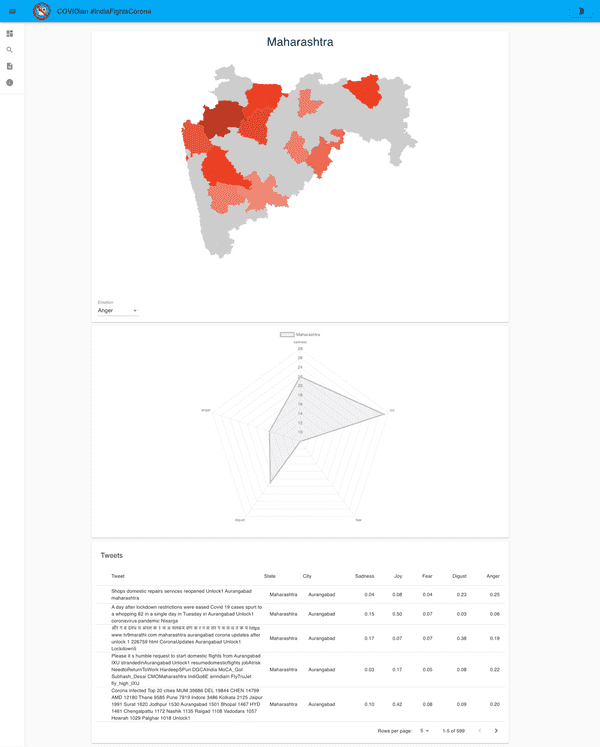 COVIDian #IndiaFightsCorona
Maharashtra
Emotion
Anger
Maharashtra
sadness
28
26
24
22
20
18
16
14
12
10
anger
joy
disgust
fear
Tweets
Tweet State City Sadness Joy Fear Digust Anger
Shops domestic repairs services reopened Unlock1 Aurangabad
maharashtra
Maharashtra Aurangabad 0.04 0.08 0.04 0.23 0.25
A day after lockdown restrictions were eased Covid 19 cases spurt to
a whopping 82 in a single day in Tuesday in Aurangabad Unlock1
coronavirus pandemic Nisarga
Maharashtra Aurangabad 0.15 0.50 0.07 0.03 0.06
https
www tv9marathi com maharashtra aurangabad corona updates after
unlock 1 226759 html CoronaUpdates Aurangabad Unlock1
Lockdown5
Maharashtra Aurangabad 0.17 0.07 0.07 0.38 0.19
Please it s humble request to start domestic flights from Aurangabad
IXU strandedinAurangabad Unlock1 resumedomesticflights jobAtrisk
NeedtoReturnToWork HardeepSPuri DGCAIndia MoCA_GoI
Subhash_Desai CMOMaharashtra IndiGo6E airindiain FlyTruJet
fly_high_IXU
Maharashtra Aurangabad 0.03 0.17 0.05 0.08 0.22
Corona infected Top 20 cities MUNI 39686 DEL 19844 CHEN 14799
AMD 12180 Thane 9585 Pune 7919 Indore 3486 Kolkata 2125 Jaipur
1991 Surat 1620 Jodhpur 1530 Aurangabad 1501 Bhopal 1467 HYD
1461 Chengalpattu 1172 Nashik 1135 Raigad 1108 Vadodara 1057
Howrah 1029 Palghar 1018 Unlock1
Maharashtra Aurangabad 0.10 0.42 0.08 0.09 0.20
Rows per page: 5 1-5 of 599